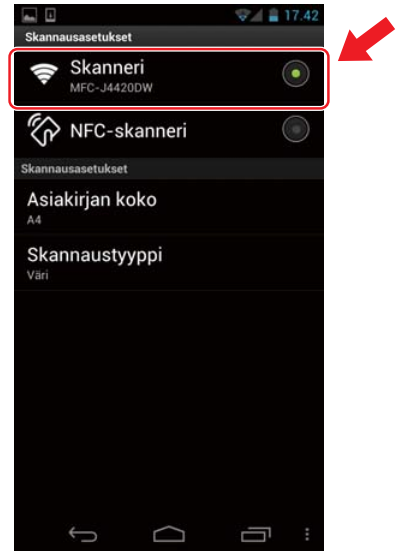 17.42
Skannausasetukset
Skanneri
MFC-J4420DW
NFC-skanneri
Skannausasetukset
Asiakirjan koko
A4
Skannaustyyppi
Väri